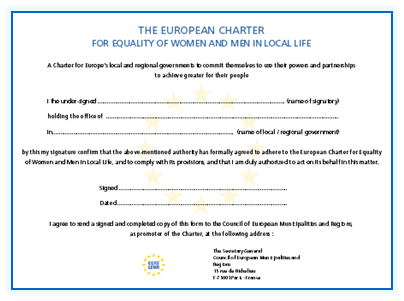 THE EUROPEAN CHARTER
FOR EQUALITY OF WOMEN AND MEN IN LOCAL LIFE
A Charter for Europe's local and regional governments to commit themselves to use their powers and partnerships
to achieve greater for their people
I the under-signed ........................................ (name of signatory)
holding the office of ........................................
In ........................................ (name of local / regional government)
by this my signature confirm that the above-mentioned authority has formally agreed to adhere to the European Charter for Equality
of Women and Men in Local Life, and to comply with its provisions, and that I am duly authorized to act on its behalf in this matter.
Signed ........................................
Dated ........................................
I agree to send a signed and completed copy of this form to the Council of European Municipalities and Regions,
as promoter of the Charter, at the following address :
The Secretary General
Council of European Municipalities and
Regions
15 rue de Richelieu
F-75001 Paris - France